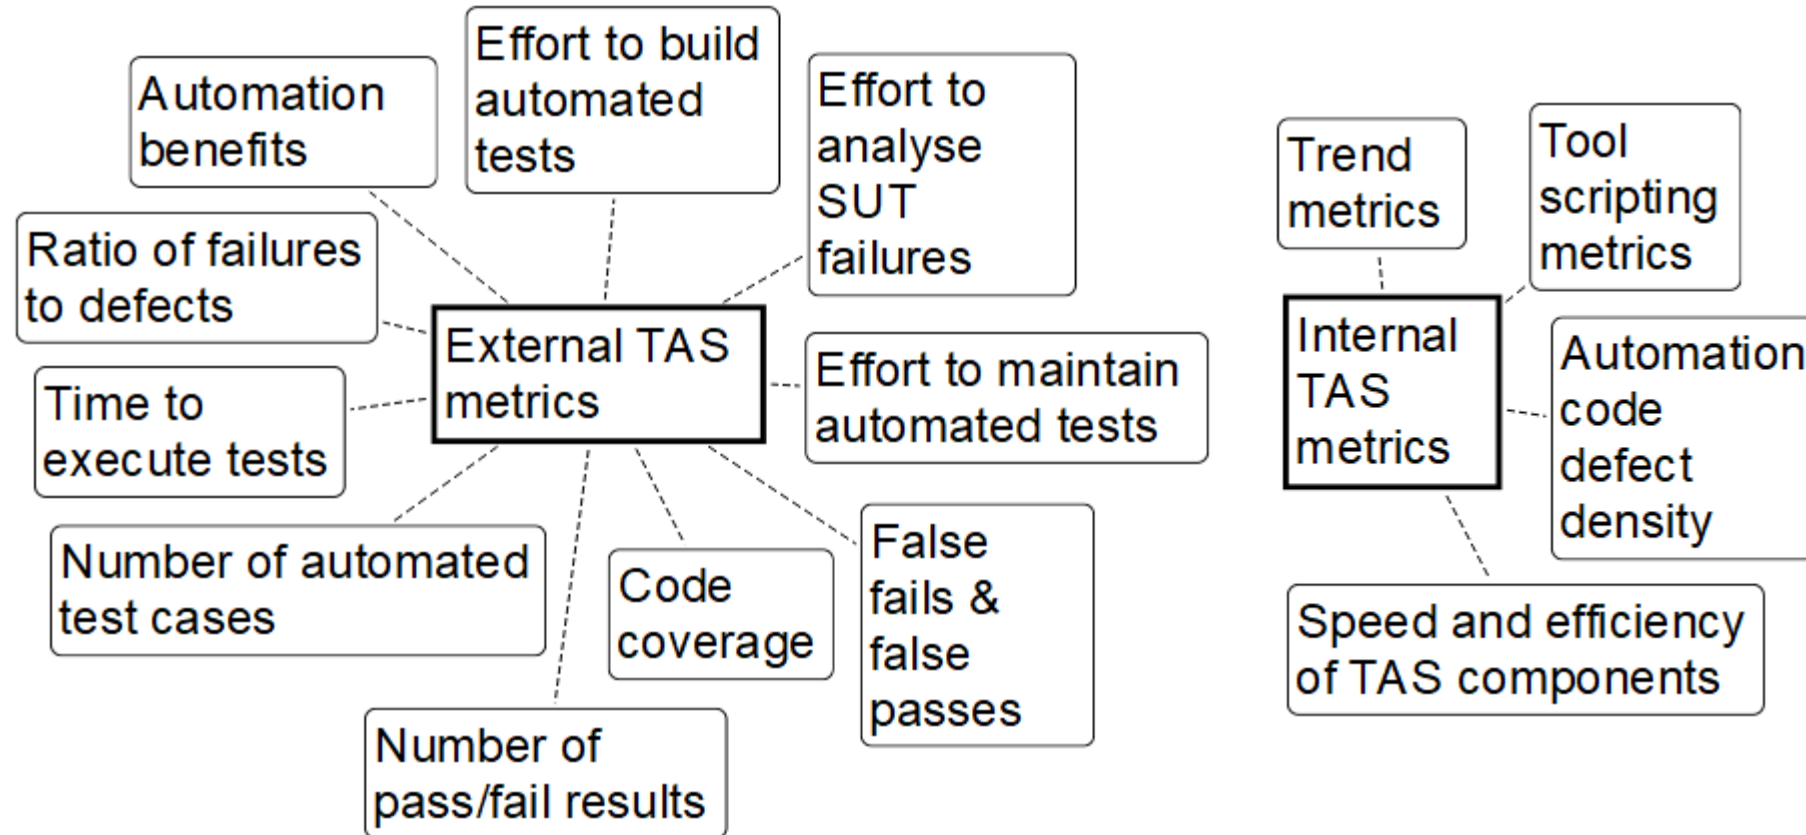 Automation
benefits
Effort to build
automated
tests
Effort to
analyse
SUT
failures
Ratio of failures
to defects
External TAS
metrics
Time to
execute tests
Effort to maintain
automated tests
Number of automated
test cases
Code
coverage
False
fails &
false
passes
Number of
pass/fail results
Trend
metrics
Tool
scripting
metrics
Internal
TAS
metrics
Automation
code
defect
density
Speed and efficiency
of TAS components